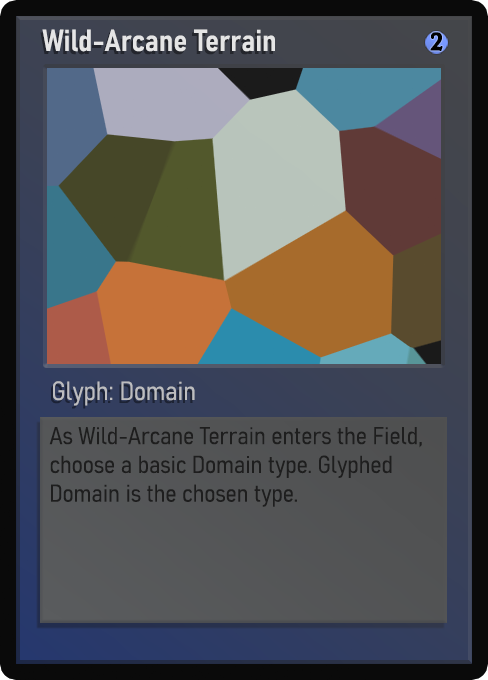 Wild-Arcane Terrain
2
Glyph: Domain
As Wild-Arcane Terrain enters the Field,
choose a basic Domain type. Glyphed
Domain is the chosen type.